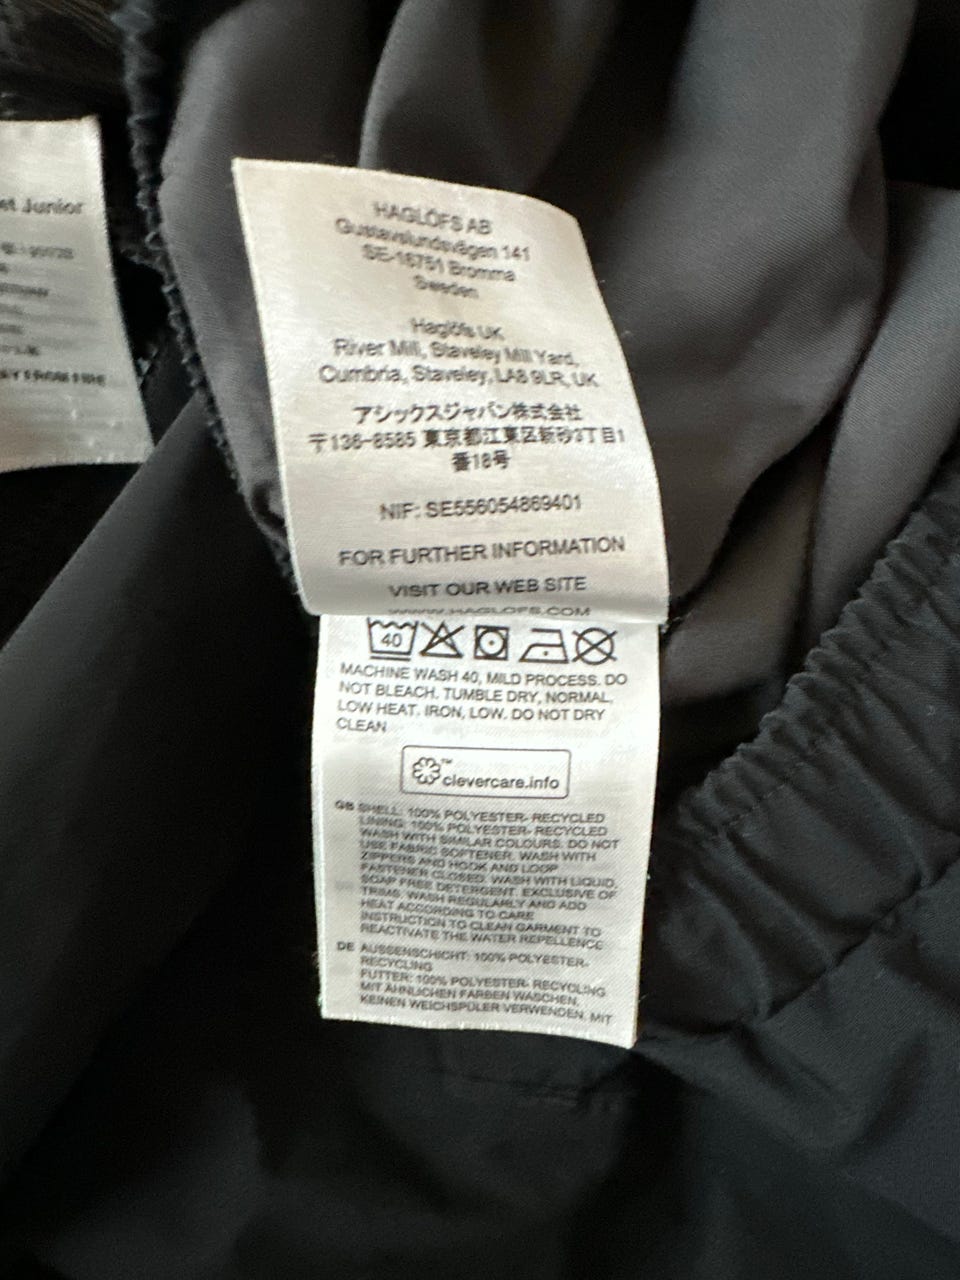 et Junior
HAGLÖFS AB
Gustavslundsvägen 141
SE-16751 Bromma
Sweden
Haglöfs UK
River Mill, Staveley Mill Yard,
Cumbria, Staveley, LA8 9LR, UK
アシックスジャパン株式会社
〒136-8585 東京都江東区新砂3丁目1
番18号
NIF: SE556054869401
FOR FURTHER INFORMATION
VISIT OUR WEB SITE
WWW.HAGLOFS.COM
40
MACHINE WASH 40, MILD PROCESS. DO
NOT BLEACH. TUMBLE DRY, NORMAL,
LOW HEAT. IRON, LOW. DO NOT DRY
CLEAN
™
clevercare.info
GB SHELL: 100% POLYESTER- RECYCLED
LINING: 100% POLYESTER- RECYCLED
WASH WITH SIMILAR COLOURS. DO NOT
USE FABRIC SOFTENER. WASH WITH
ZIPPERS AND HOOK AND LOOP
FASTENER CLOSED. WASH WITH LIQUID,
SOAP FREE DETERGENT. EXCLUSIVE OF
TRIMS. WASH REGULARLY AND ADD
HEAT ACCORDING TO CARE
INSTRUCTION TO CLEAN GARMENT TO
REACTIVATE THE WATER REPELLENCE
DE AUSSENSCHICHT: 100% POLYESTER-
RECYCLING
FUTTER: 100% POLYESTER- RECYCLING
MIT ÄHNLICHEN FARBEN WASCHEN.
KEINEN WEICHSPÜLER VERWENDEN. MIT